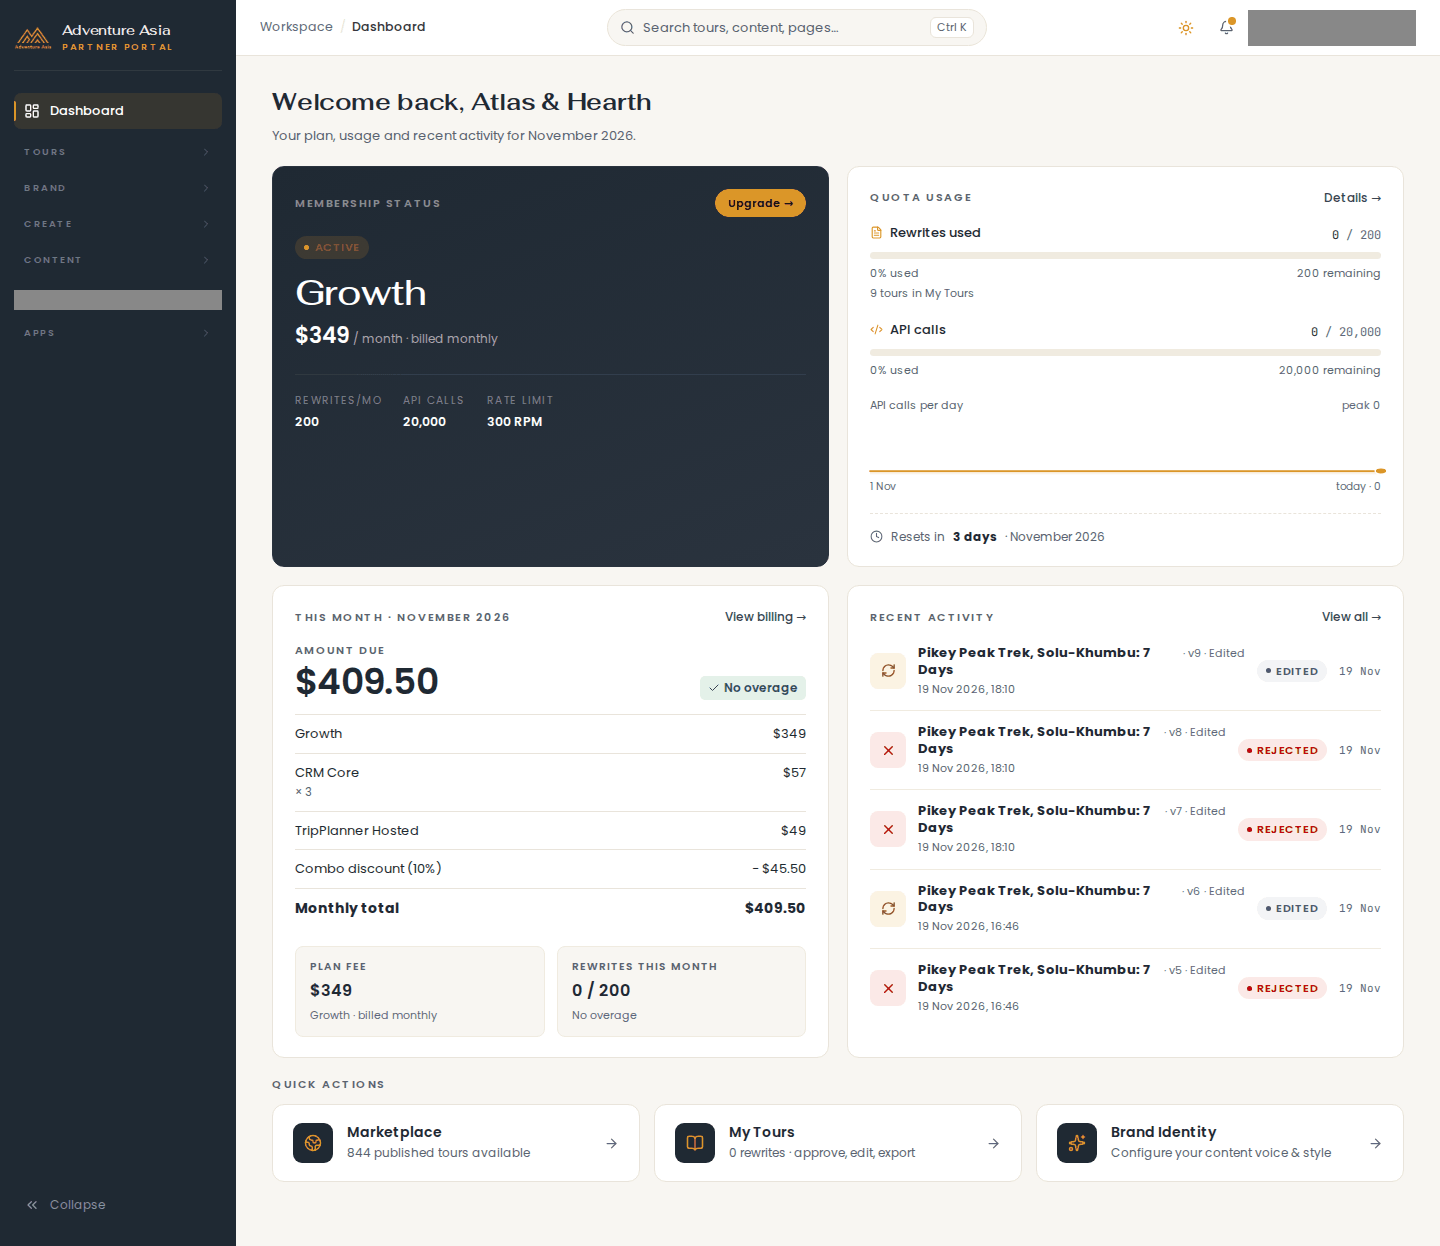 Adventure Asia
Adventure Asia
PARTNER PORTAL
Workspace / Dashboard
Search tours, content, pages...
Ctrl K
Dashboard
TOURS
BRAND
CREATE
CONTENT
APPS
Collapse
Welcome back, Atlas & Hearth
Your plan, usage and recent activity for November 2026.
MEMBERSHIP STATUS
Upgrade →
ACTIVE
Growth
$349 / month · billed monthly
REWRITES/MO API CALLS RATE LIMIT
200 20,000 300 RPM
QUOTA USAGE
Details →
Rewrites used
0 / 200
0% used
200 remaining
9 tours in My Tours
API calls
0 / 20,000
0% used
20,000 remaining
API calls per day
peak 0
1 Nov
today · 0
Resets in 3 days · November 2026
THIS MONTH · NOVEMBER 2026
View billing →
AMOUNT DUE
$409.50
No overage
Growth $349
CRM Core $57
× 3
TripPlanner Hosted $49
Combo discount (10%) − $45.50
Monthly total $409.50
PLAN FEE
$349
Growth · billed monthly
REWRITES THIS MONTH
0 / 200
No overage
RECENT ACTIVITY
View all →
Pikey Peak Trek, Solu-Khumbu: 7 · v9 · Edited
Days
19 Nov 2026, 18:10
EDITED 19 Nov
Pikey Peak Trek, Solu-Khumbu: 7 · v8 · Edited
Days
19 Nov 2026, 18:10
REJECTED 19 Nov
Pikey Peak Trek, Solu-Khumbu: 7 · v7 · Edited
Days
19 Nov 2026, 18:10
REJECTED 19 Nov
Pikey Peak Trek, Solu-Khumbu: 7 · v6 · Edited
Days
19 Nov 2026, 16:46
EDITED 19 Nov
Pikey Peak Trek, Solu-Khumbu: 7 · v5 · Edited
Days
19 Nov 2026, 16:46
REJECTED 19 Nov
QUICK ACTIONS
Marketplace
844 published tours available
My Tours
0 rewrites · approve, edit, export
Brand Identity
Configure your content voice & style